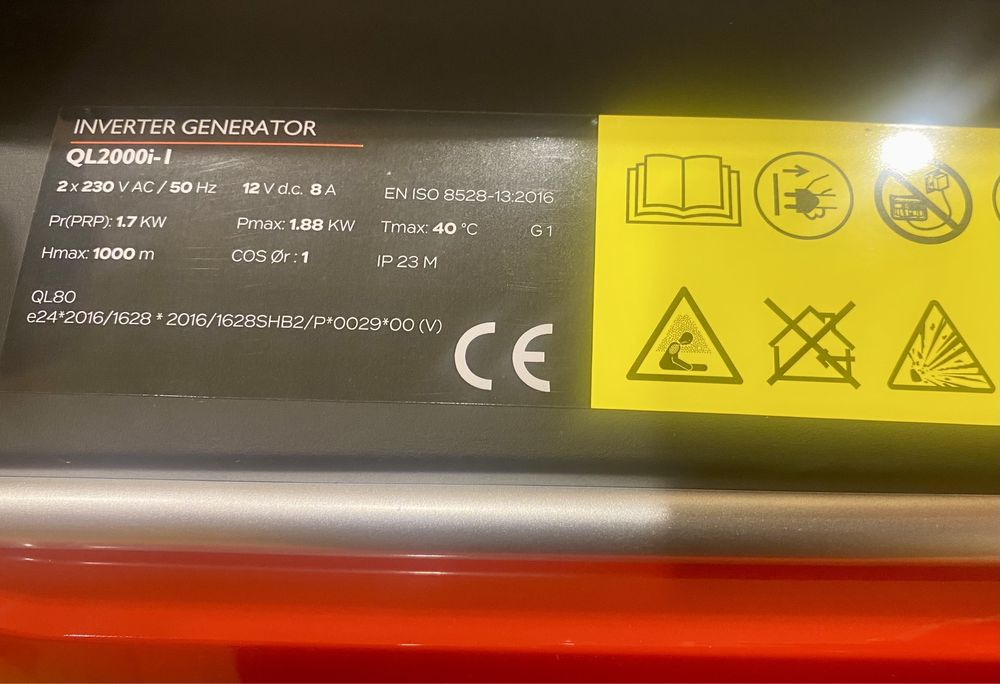 INVERTER GENERATOR
QL2000i-I
2 x 230 V AC / 50 Hz 12 V d.c. 8 A EN ISO 8528-13:2016
Pr(PRP): 1.7 KW Pmax: 1.88 KW Tmax: 40 °C G 1
Hmax: 1000 m COS Ør : 1 IP 23 M
QL80
e24*2016/1628 * 2016/1628SHB2/P*0029*00 (V)
CE